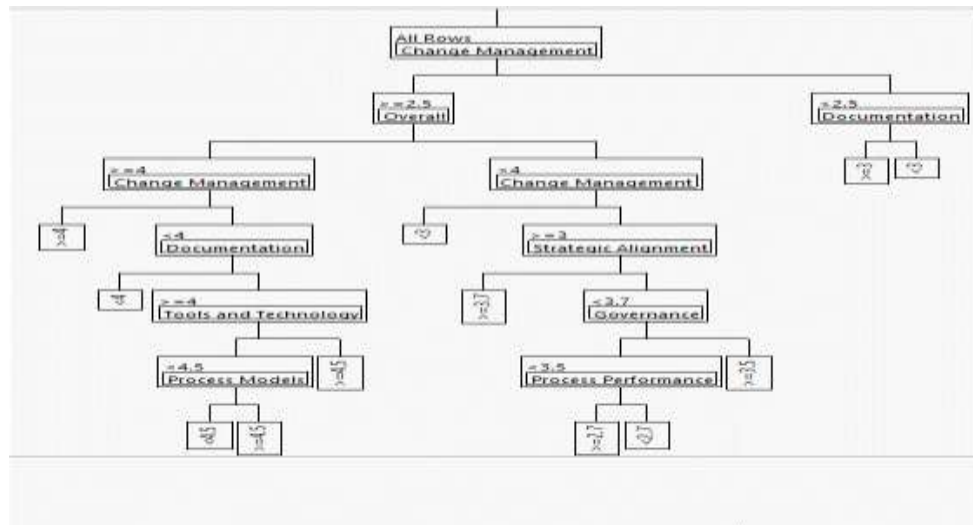 All Rows
Change Management
>=2.5
Overall
<2.5
Documentation
>=4
Change Management
<4
Change Management
>=3
<3
>=4
<4
Documentation
<3
>=3
Strategic Alignment
<4
>=4
Tools and Technology
>=3.7
<3.7
Governance
<4.5
Process Models
>=4.5
<3.5
Process Performance
>=3.5
<4.5
>=4.5
>=2.7
<2.7